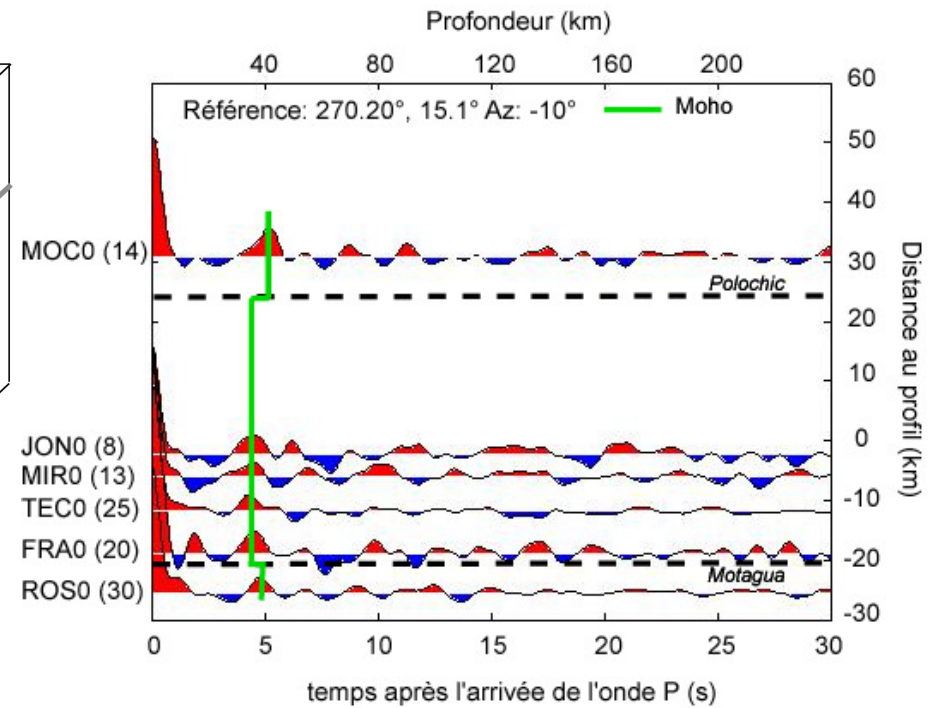 Profondeur (km)
40 80 120 160 200
Référence: 270.20°, 15.1° Az: -10° Moho
60
50
40
MOC0 (14)
30
Polochic
20
10
JON0 (8)
0
MIR0 (13)
TEC0 (25)
-10
FRA0 (20)
-20
Motagua
ROS0 (30)
-30
Distance au profil (km)
0 5 10 15 20 25 30
temps après l'arrivée de l'onde P (s)